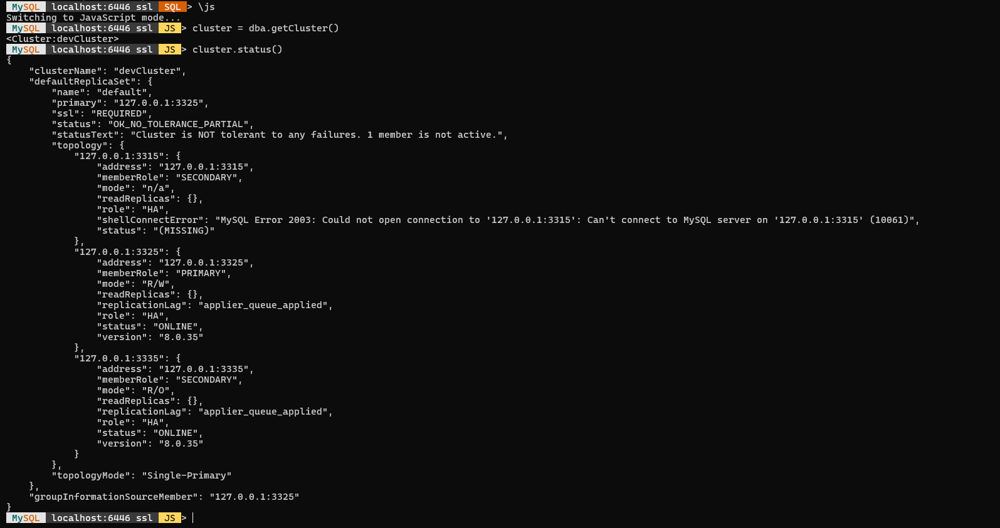 MySQL localhost:6446 ssl SQL > \js
Switching to JavaScript mode...
MySQL localhost:6446 ssl JS > cluster = dba.getCluster()
<Cluster:devCluster>
MySQL localhost:6446 ssl JS > cluster.status()
{
    "clusterName": "devCluster",
    "defaultReplicaSet": {
        "name": "default",
        "primary": "127.0.0.1:3325",
        "ssl": "REQUIRED",
        "status": "OK_NO_TOLERANCE_PARTIAL",
        "statusText": "Cluster is NOT tolerant to any failures. 1 member is not active.",
        "topology": {
            "127.0.0.1:3315": {
                "address": "127.0.0.1:3315",
                "memberRole": "SECONDARY",
                "mode": "n/a",
                "readReplicas": {},
                "role": "HA",
                "shellConnectError": "MySQL Error 2003: Could not open connection to '127.0.0.1:3315': Can't connect to MySQL server on '127.0.0.1:3315' (10061)",
                "status": "(MISSING)"
            },
            "127.0.0.1:3325": {
                "address": "127.0.0.1:3325",
                "memberRole": "PRIMARY",
                "mode": "R/W",
                "readReplicas": {},
                "replicationLag": "applier_queue_applied",
                "role": "HA",
                "status": "ONLINE",
                "version": "8.0.35"
            },
            "127.0.0.1:3335": {
                "address": "127.0.0.1:3335",
                "memberRole": "SECONDARY",
                "mode": "R/O",
                "readReplicas": {},
                "replicationLag": "applier_queue_applied",
                "role": "HA",
                "status": "ONLINE",
                "version": "8.0.35"
            }
        },
        "topologyMode": "Single-Primary"
    },
    "groupInformationSourceMember": "127.0.0.1:3325"
}
MySQL localhost:6446 ssl JS >